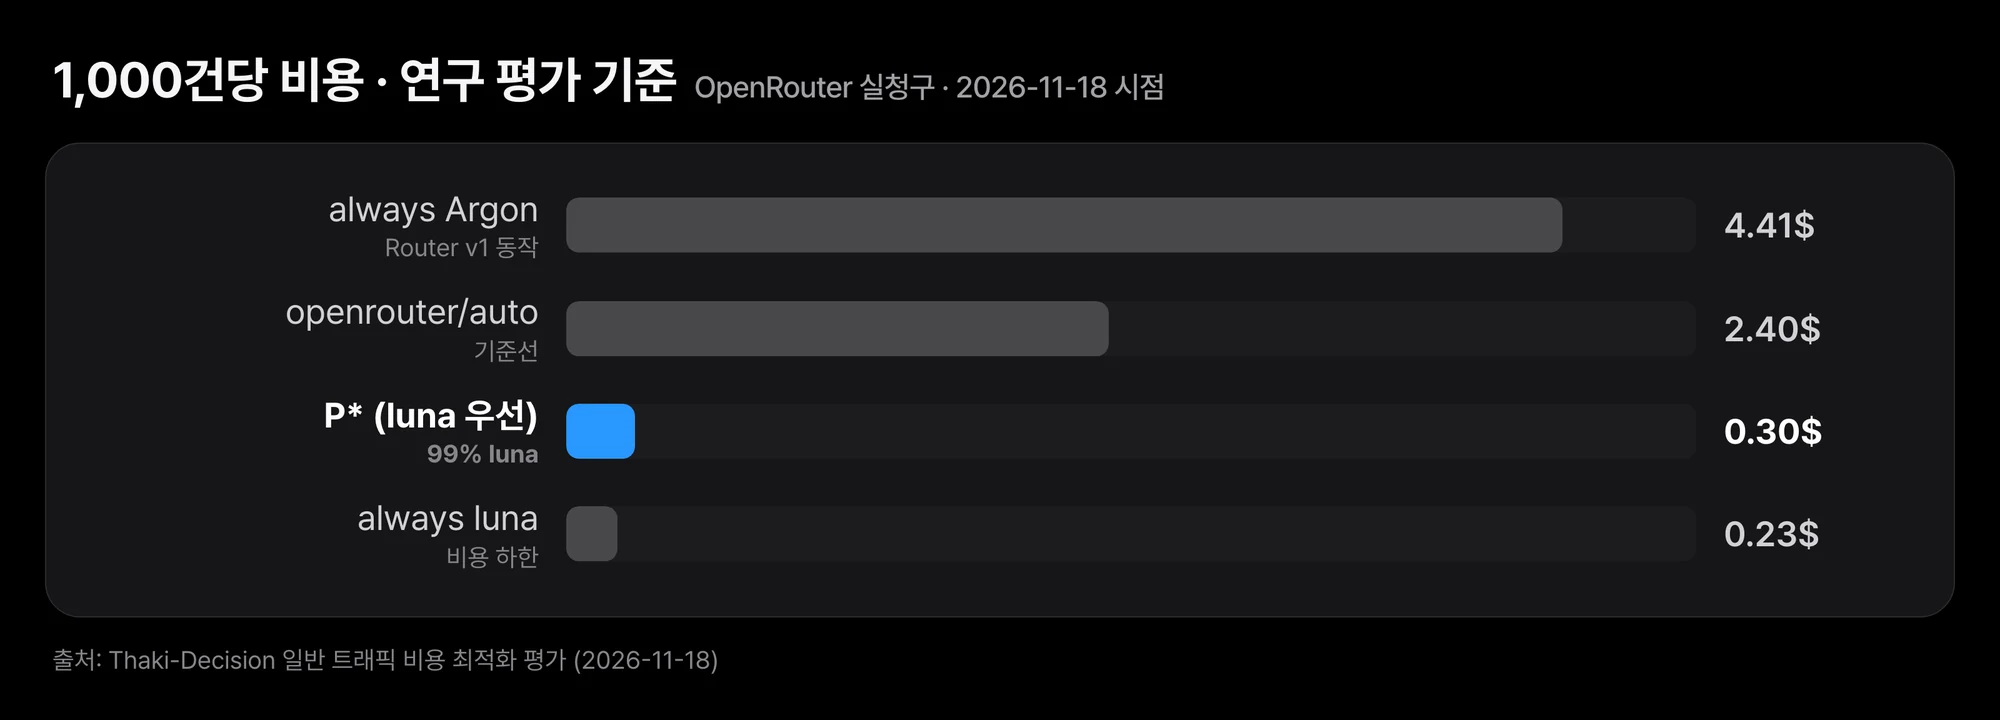 1,000건당 비용 · 연구 평가 기준 OpenRouter 실청구 · 2026-11-18 시점
always Argon
Router v1 동작
4.41$
openrouter/auto
기준선
2.40$
P* (luna 우선)
99% luna
0.30$
always luna
비용 하한
0.23$
출처: Thaki-Decision 일반 트래픽 비용 최적화 평가 (2026-11-18)